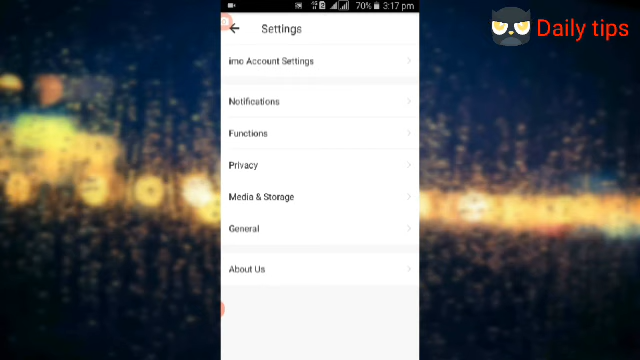 70% 3:17 pm
Daily tips
Settings
imo Account Settings
Notifications
Functions
Privacy
Media & Storage
General
About Us